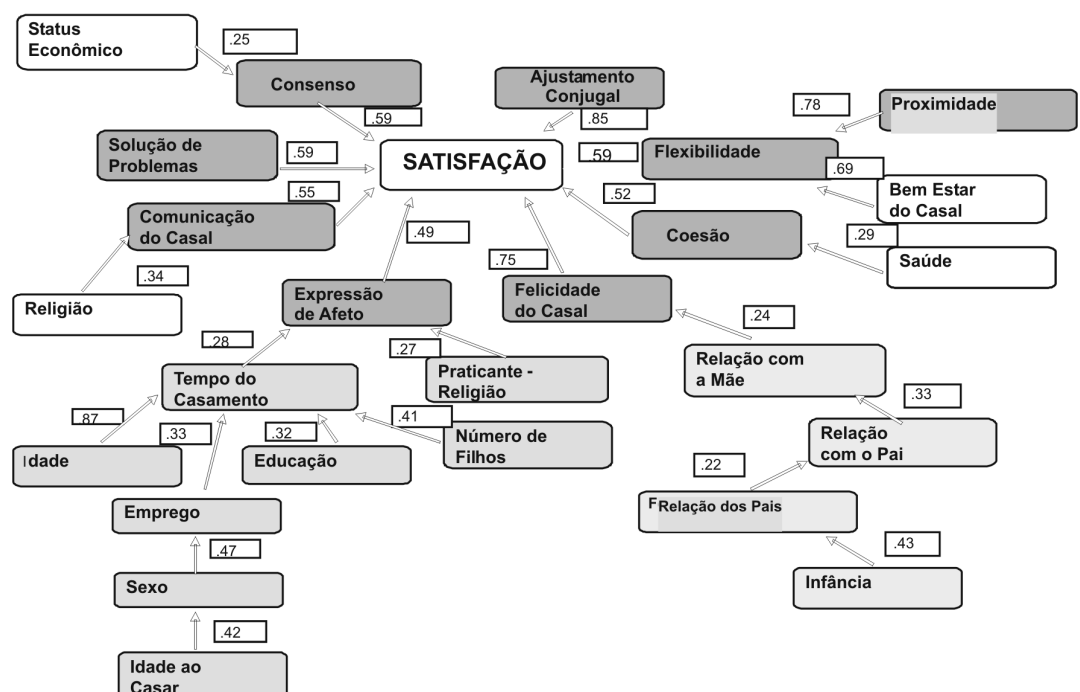 Status
Econômico
.25
Consenso
.59
Ajustamento
Conjugal
.85
.78
Proximidade
Solução de
Problemas
.59
SATISFAÇÃO
.59
Flexibilidade
.69
Bem Estar
do Casal
.55
Comunicação
do Casal
.52
Coesão
.29
Saúde
.49
.34
Religião
.75
Expressão
de Afeto
Felicidade
do Casal
.24
.28
.27
Relação com
a Mãe
Tempo do
Casamento
Praticante -
Religião
.33
.87
.33
.32
.41
Número de
Filhos
Relação
com o Pai
Idade
Educação
.22
Emprego
F
Relação dos Pais
.47
.43
Sexo
Infância
.42
Idade ao
Casar